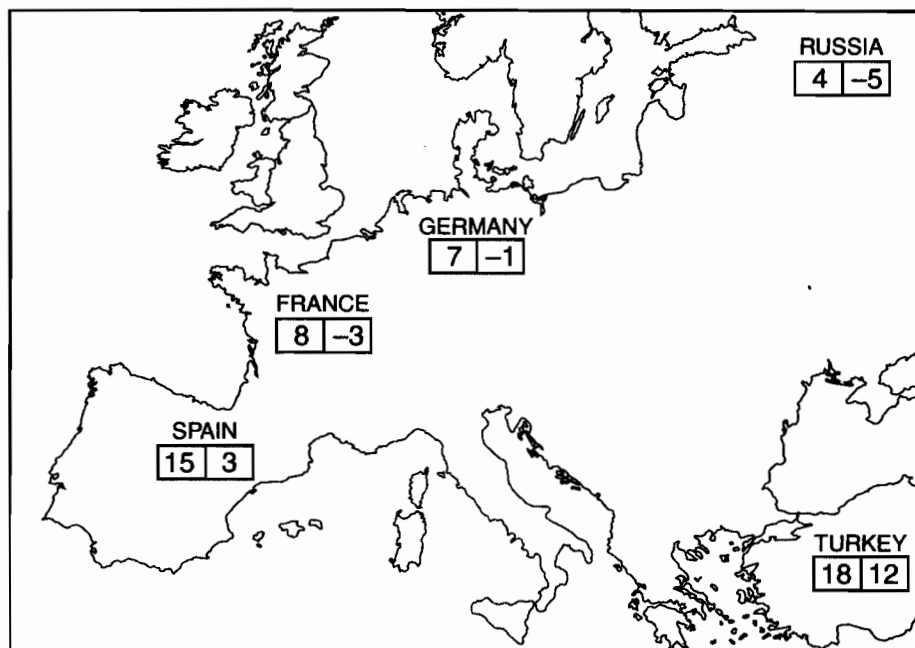 RUSSIA
4 –5
GERMANY
7 –1
FRANCE
8 –3
SPAIN
15 3
TURKEY
18 12